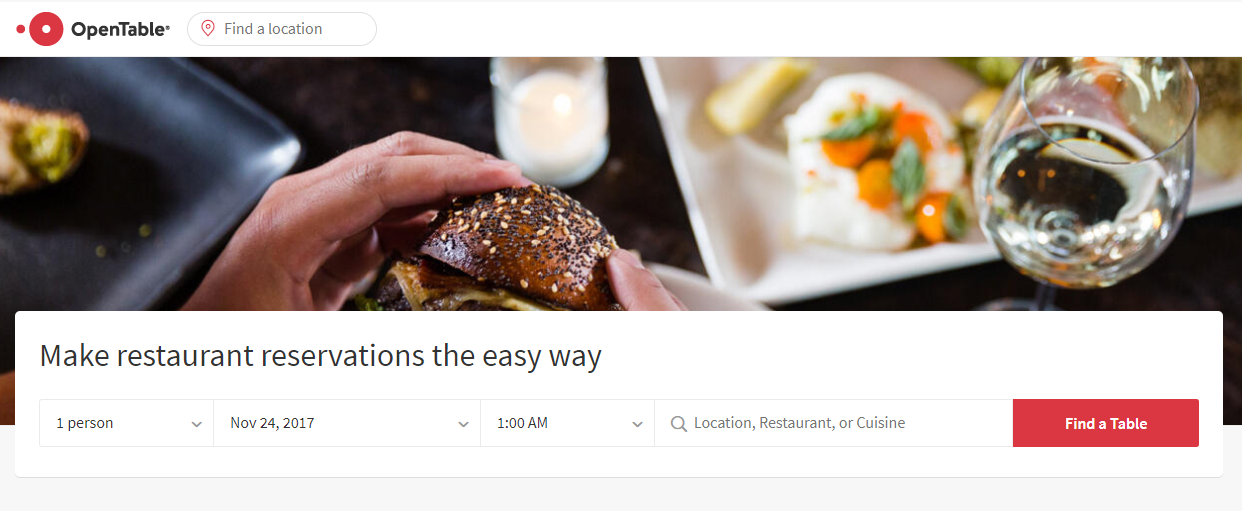 OpenTable®
Find a location
Make restaurant reservations the easy way
1 person
Nov 24, 2017
1:00 AM
Location, Restaurant, or Cuisine
Find a Table